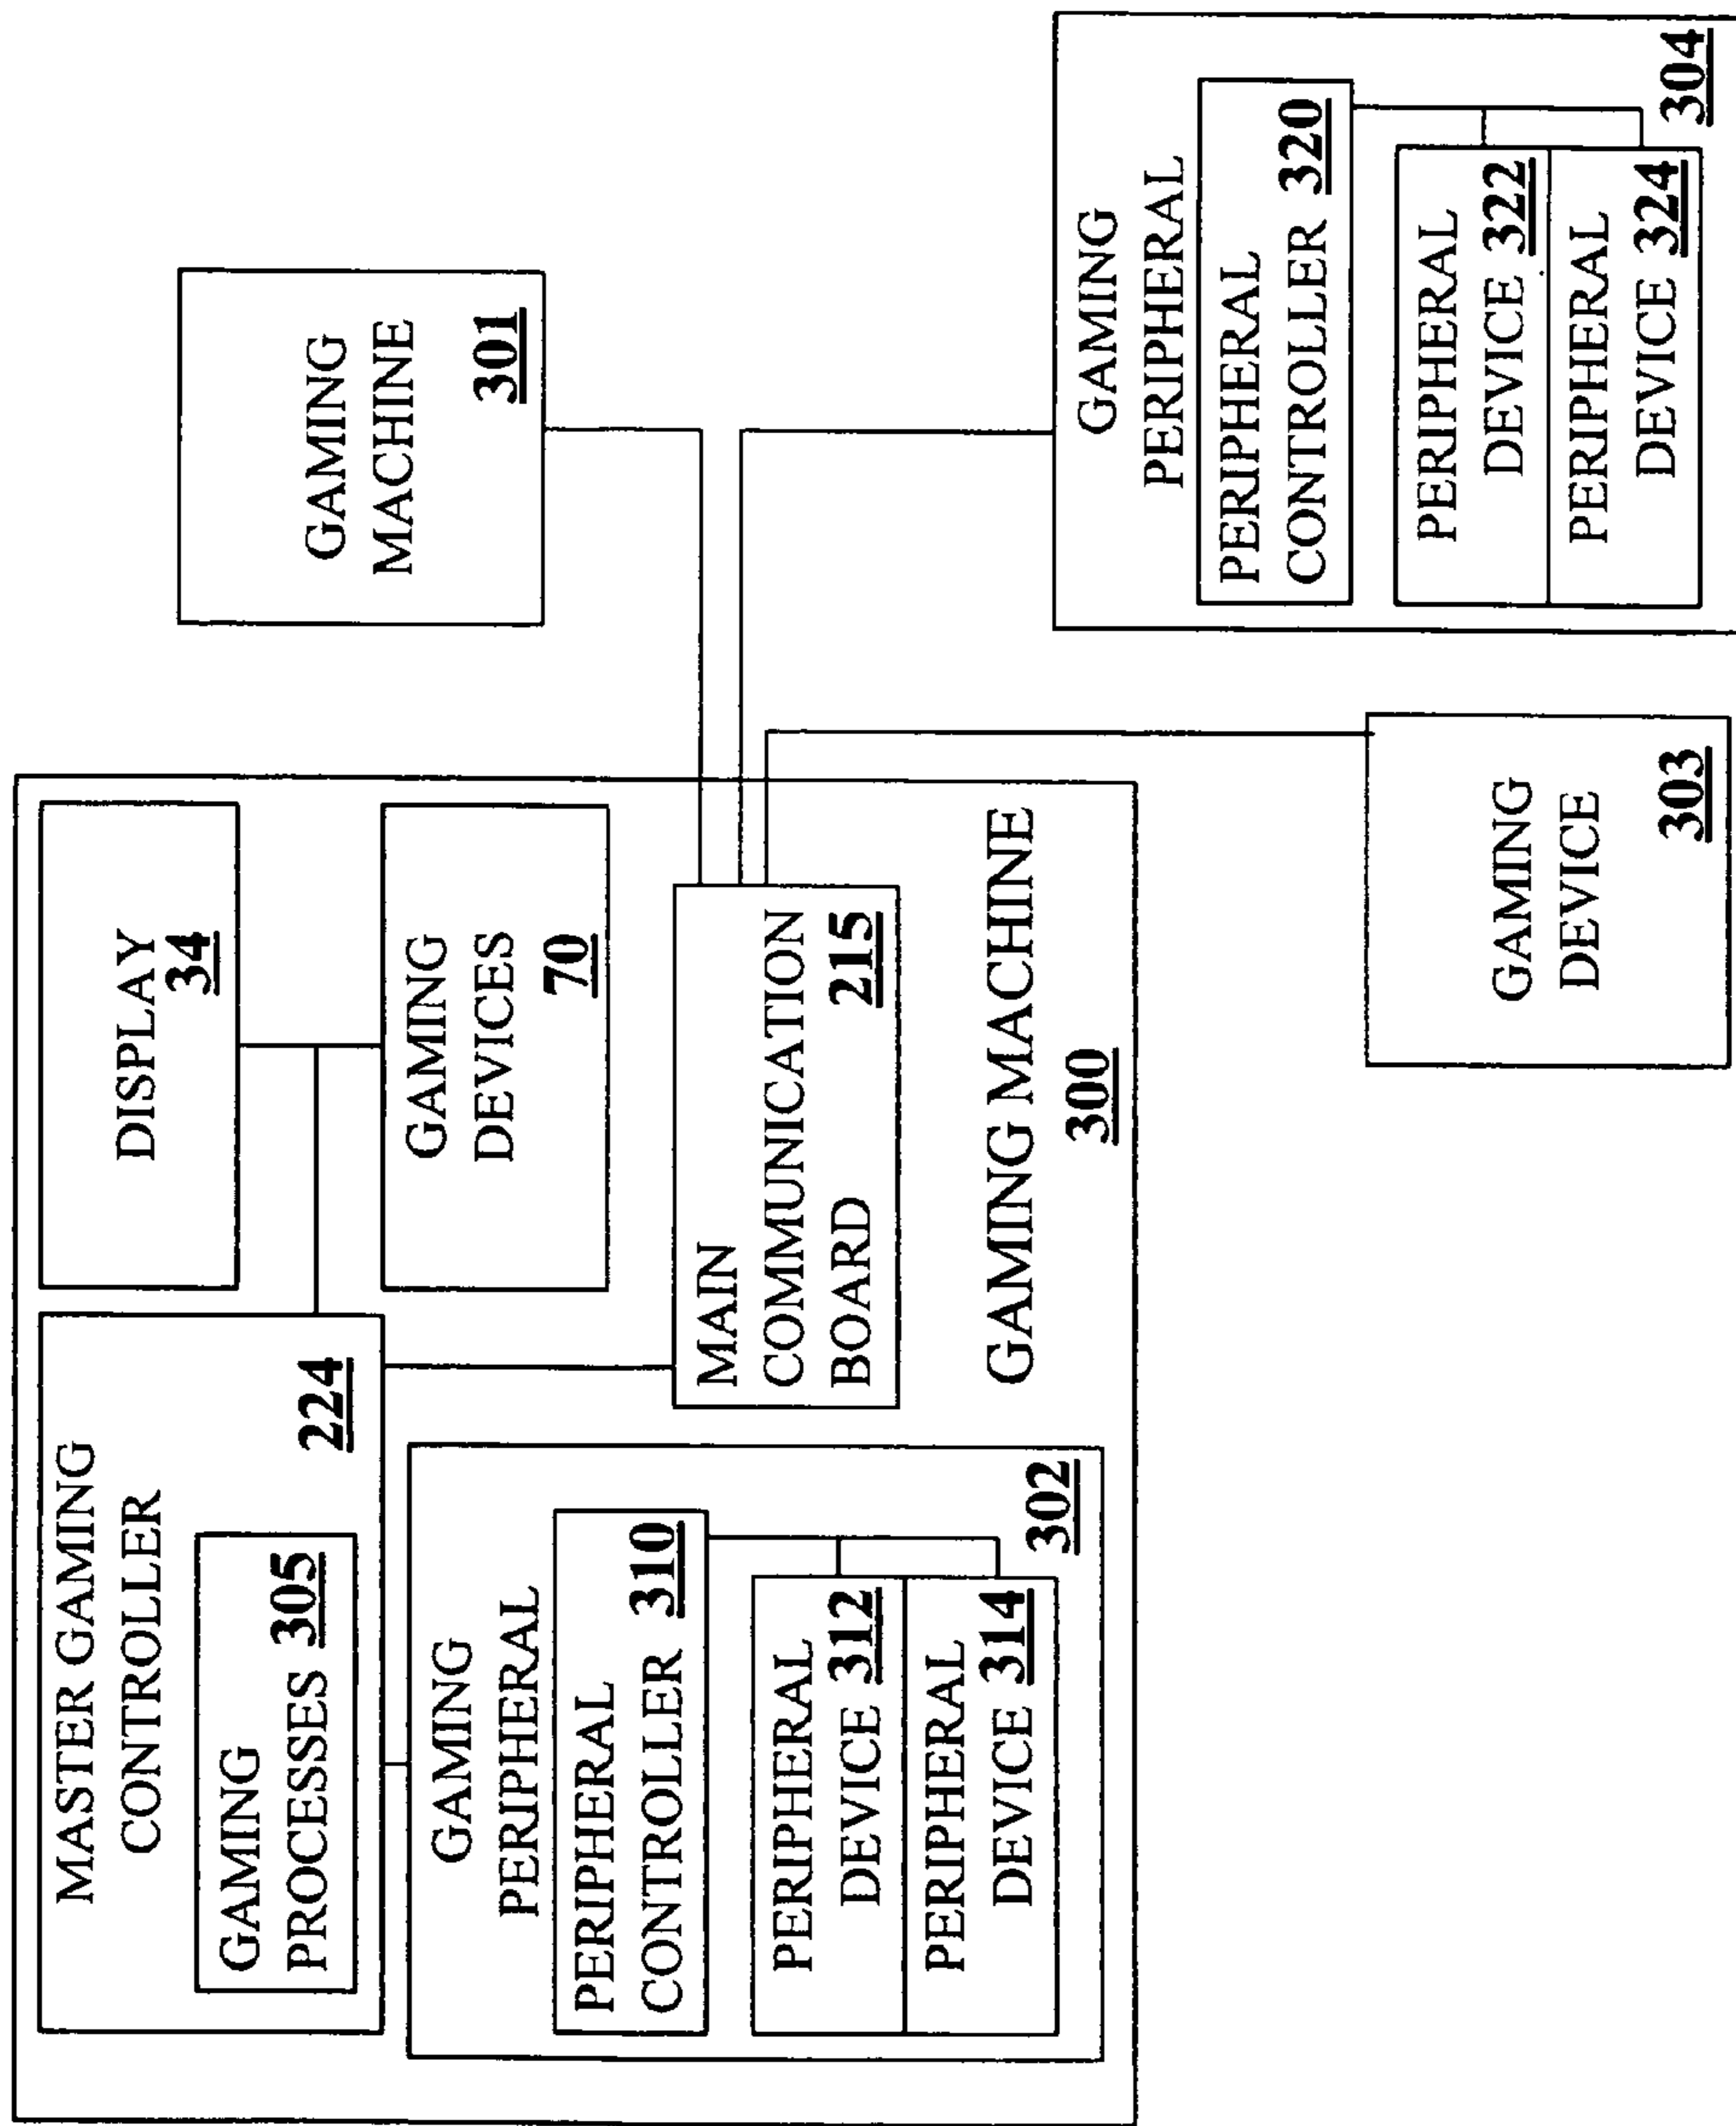 MASTER GAMING
CONTROLLER
224
GAMING
PROCESSES 305
DISPLAY
34
GAMING
DEVICES
70
GAMING
PERIPHERAL
PERIPHERAL
CONTROLLER 310
PERIPHERAL
DEVICE 312
PERIPHERAL
DEVICE 314
302
MAIN
COMMUNICATION
BOARD 215
GAMING MACHINE
300
GAMING
MACHINE
301
GAMING
DEVICE
303
GAMING
PERIPHERAL
PERIPHERAL
CONTROLLER 320
PERIPHERAL
DEVICE 322
PERIPHERAL
DEVICE 324
304